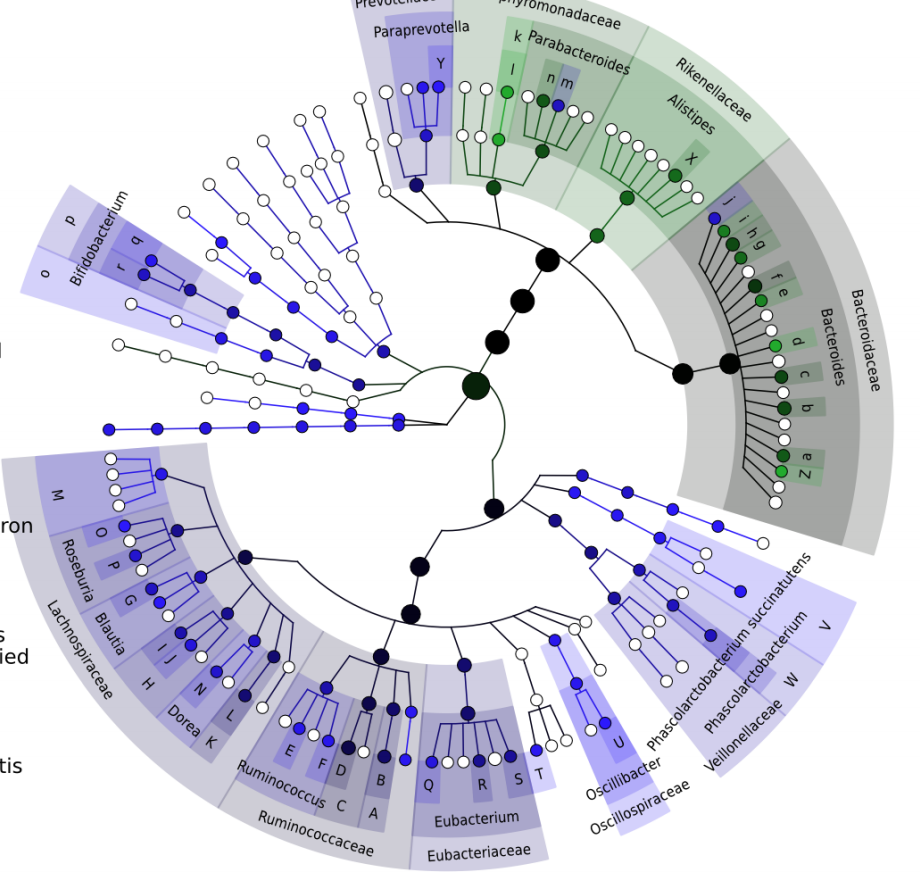 Prevotellaceae
Paraprevotella
Y
phyromonadaceae
k
l
Parabacteroides
n
m
Rikenellaceae
Alistipes
X
j
i
h
g
f
e
d
c
b
a
Z
Bacteroides
Bacteroidaceae
p
o
Bifidobacterium
q
r
ron
s
ied
tis
M
O
P
Roseburia
G
Blautia
I
J
H
N
Dorea
L
K
Lachnospiraceae
E
F
D
B
Ruminococcus
C
A
Ruminococcaceae
Q
R
S
T
Eubacterium
Eubacteriaceae
U
Oscillibacter
Oscillospiraceae
Phascolarctobacterium succinatutens
Phascolarctobacterium
Veillonellaceae
V
W